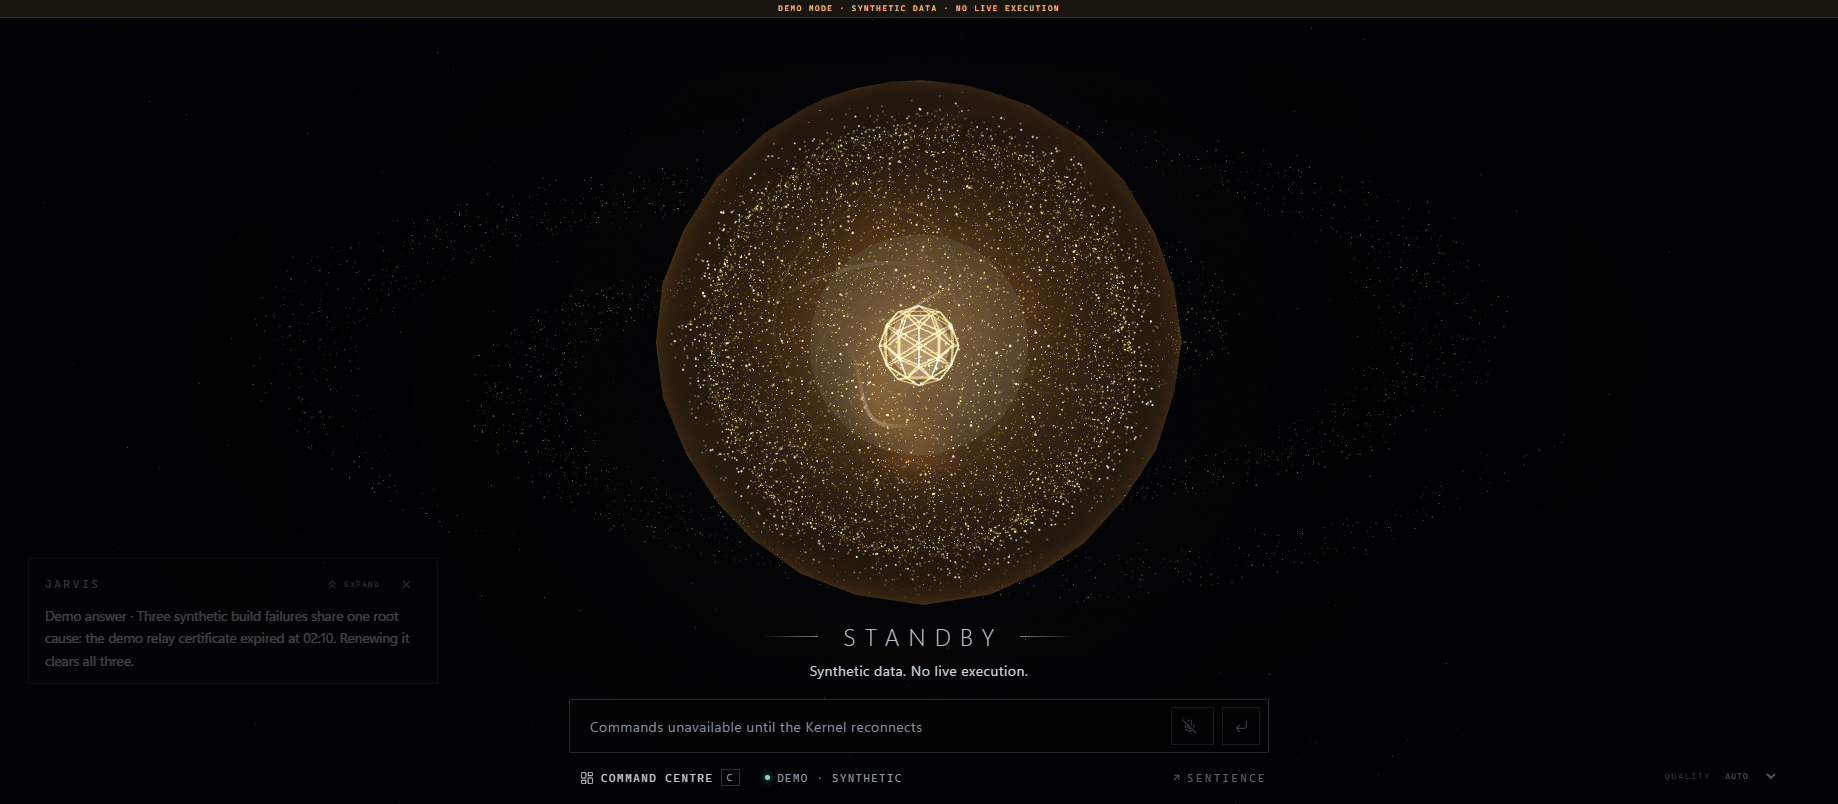 DEMO MODE · SYNTHETIC DATA · NO LIVE EXECUTION
JARVIS
EXPAND
Demo answer · Three synthetic build failures share one root
cause: the demo relay certificate expired at 02:10. Renewing it
clears all three.
STANDBY
Synthetic data. No live execution.
Commands unavailable until the Kernel reconnects
COMMAND CENTRE C
DEMO · SYNTHETIC
SENTIENCE
QUALITY AUTO